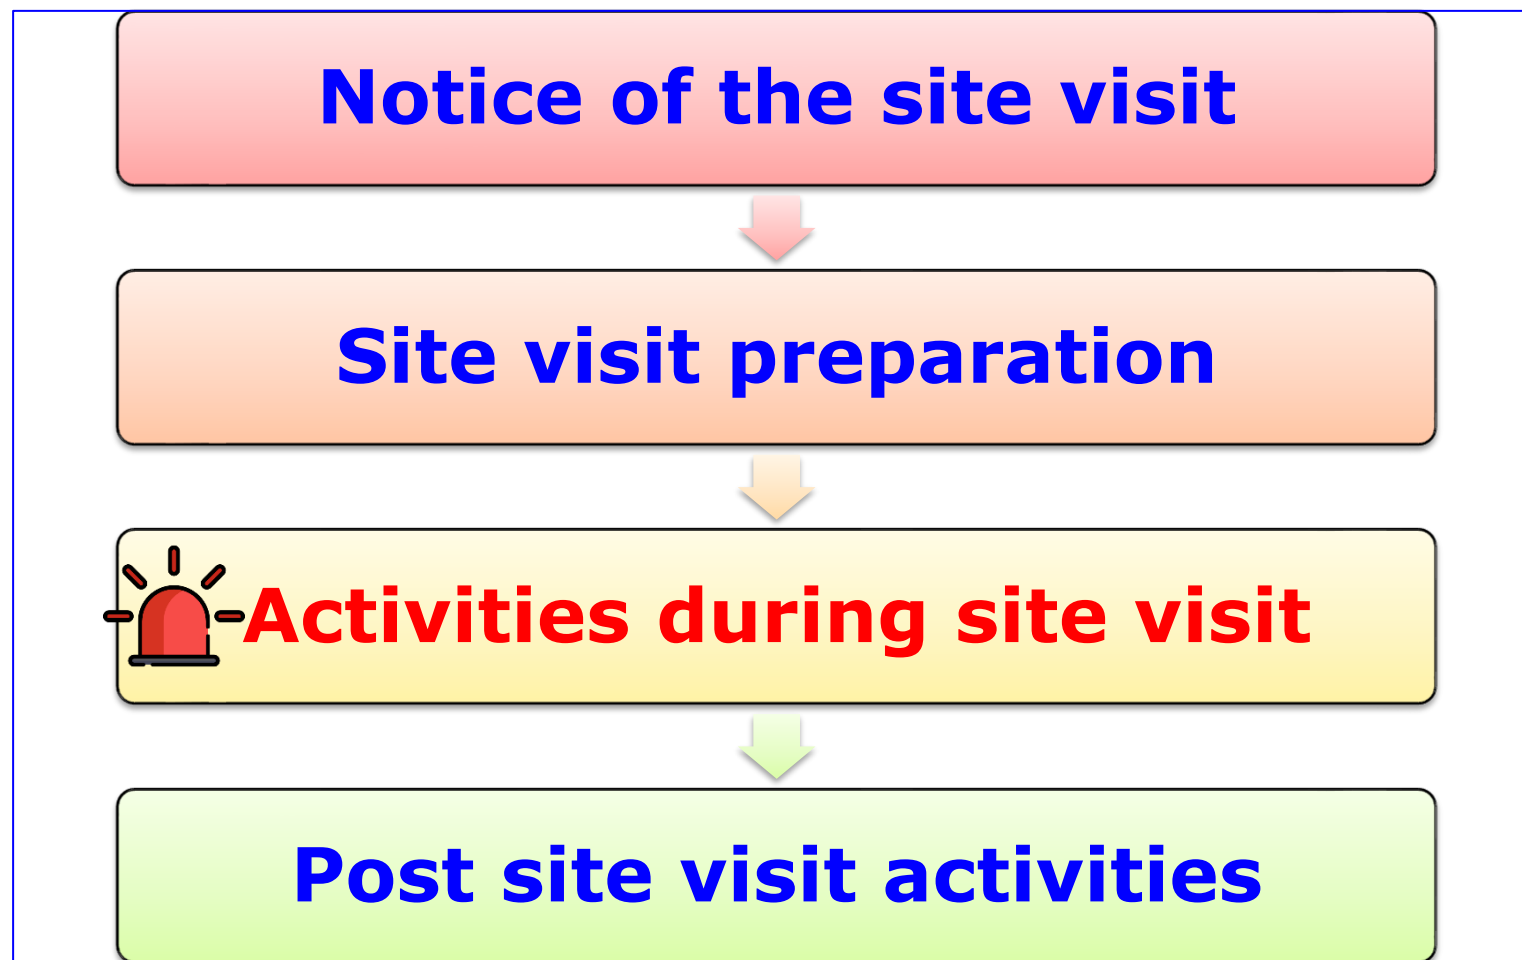 Notice of the site visit
Site visit preparation
Activities during site visit
Post site visit activities